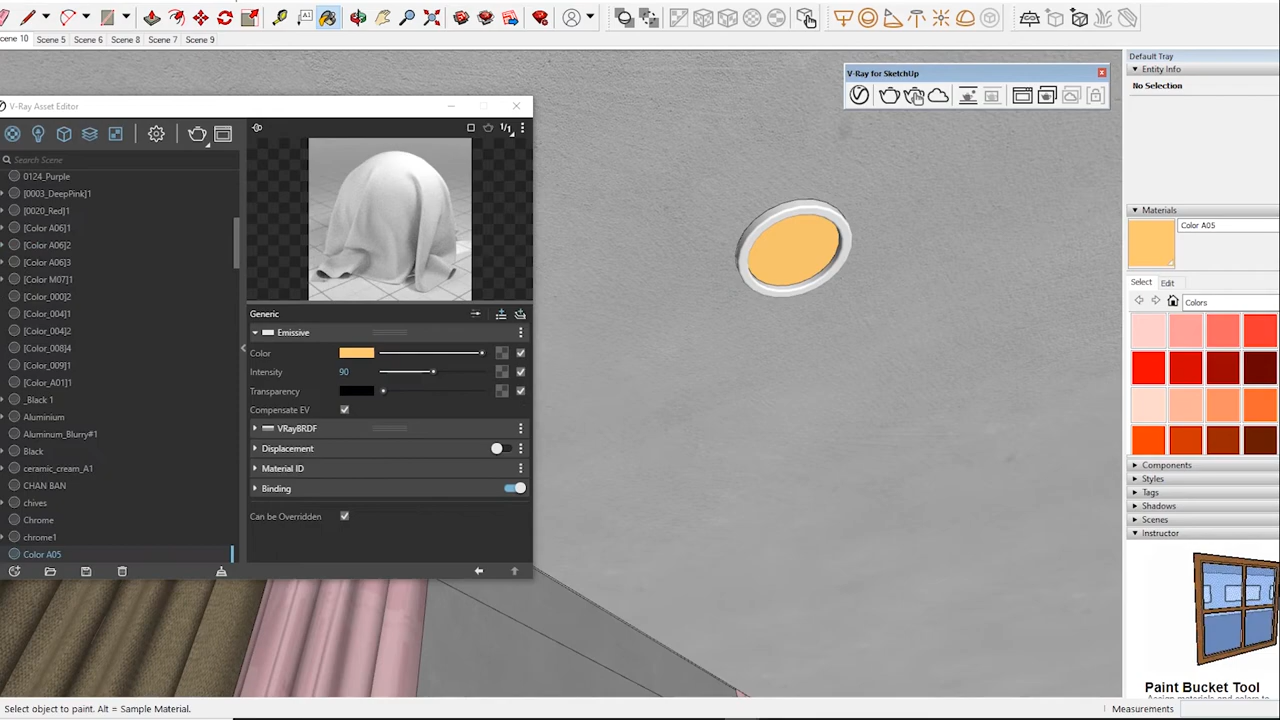 Scene 10 Scene 5 Scene 6 Scene 8 Scene 7 Scene 9
Default Tray
Entity Info
No Selection
V-Ray for SketchUp
V-Ray Asset Editor
1/1
Search Scene
0124_Purple
[0003_DeepPink]1
[0020_Red]1
[Color A06]1
[Color A06]2
[Color A06]3
[Color M07]1
[Color_000]2
[Color_004]1
[Color_004]2
[Color_008]4
[Color_009]1
[Color_A01]1
_Black 1
Aluminium
Aluminum_Blurry#1
Black
ceramic_cream_A1
CHAN BAN
chives
Chrome
chrome1
Color A05
Generic
Emissive
Color
Intensity 90
Transparency
Compensate EV
VRayBRDF
Displacement
Material ID
Binding
Can be Overridden
Materials
Color A05
Select Edit
Colors
Components
Styles
Tags
Shadows
Scenes
Instructor
Paint Bucket Tool
Select object to paint. Alt = Sample Material.
Measurements